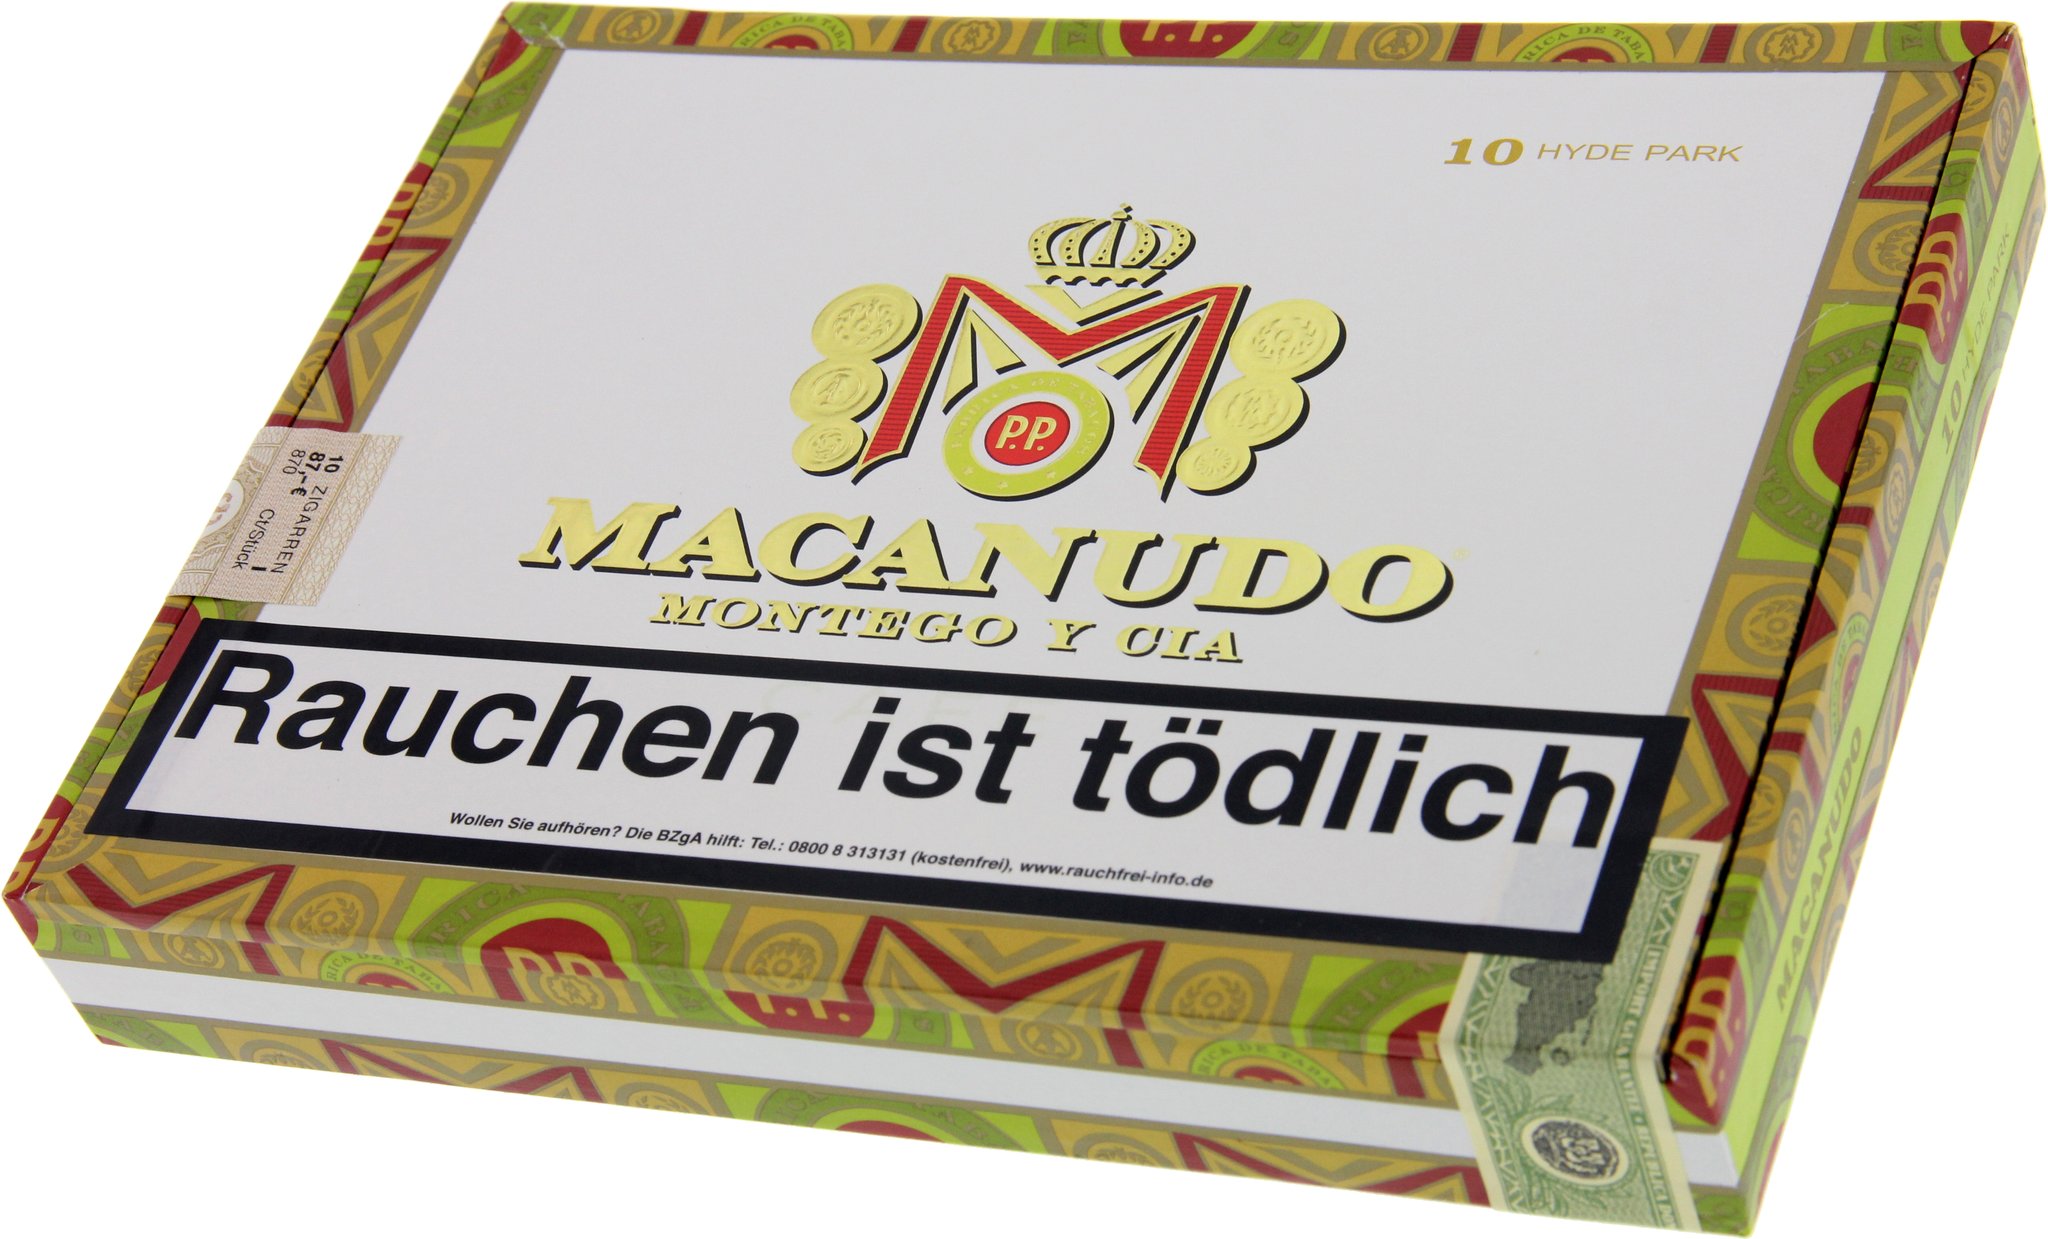 10 HYDE PARK
P.P.
MACANUDO®
MONTEGO Y CIA
10 ZIGARREN
87,-€
870 Ct/Stück
Rauchen ist tödlich
Wollen Sie aufhören? Die BZgA hilft: Tel.: 0800 8 313131 (kostenfrei), www.rauchfrei-info.de
10 HYDE PARK
MACANUDO